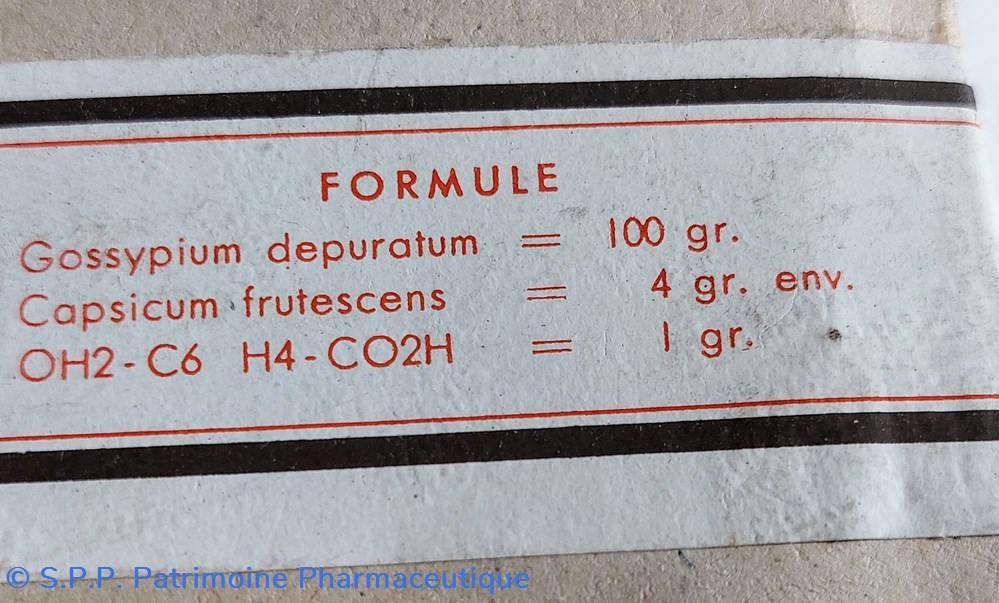 FORMULE
Gossypium depuratum = 100 gr.
Capsicum frutescens = 4 gr. env.
OH2-C6 H4-CO2H = 1 gr.
© S.P.P. Patrimoine Pharmaceutique